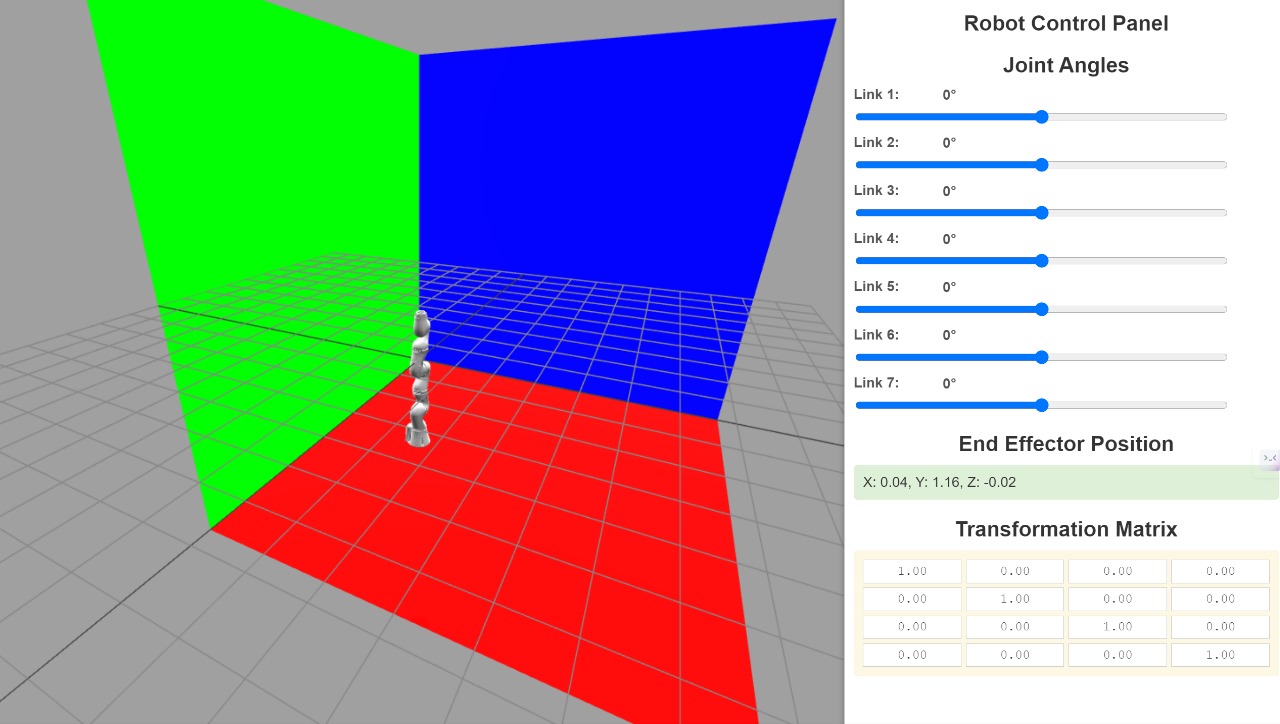 Robot Control Panel
Joint Angles
Link 1: 0°
Link 2: 0°
Link 3: 0°
Link 4: 0°
Link 5: 0°
Link 6: 0°
Link 7: 0°
End Effector Position
X: 0.04, Y: 1.16, Z: -0.02
Transformation Matrix
1.00 0.00 0.00 0.00
0.00 1.00 0.00 0.00
0.00 0.00 1.00 0.00
0.00 0.00 0.00 1.00